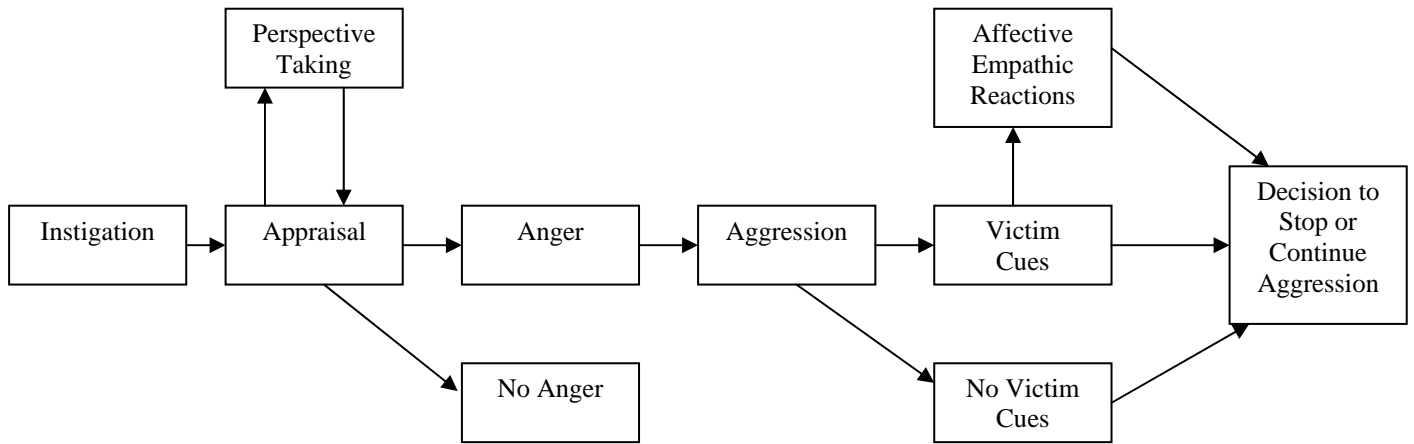 Perspective
Taking
Affective
Empathic
Reactions
Instigation
Appraisal
Anger
Aggression
Victim
Cues
Decision to
Stop or
Continue
Aggression
No Anger
No Victim
Cues